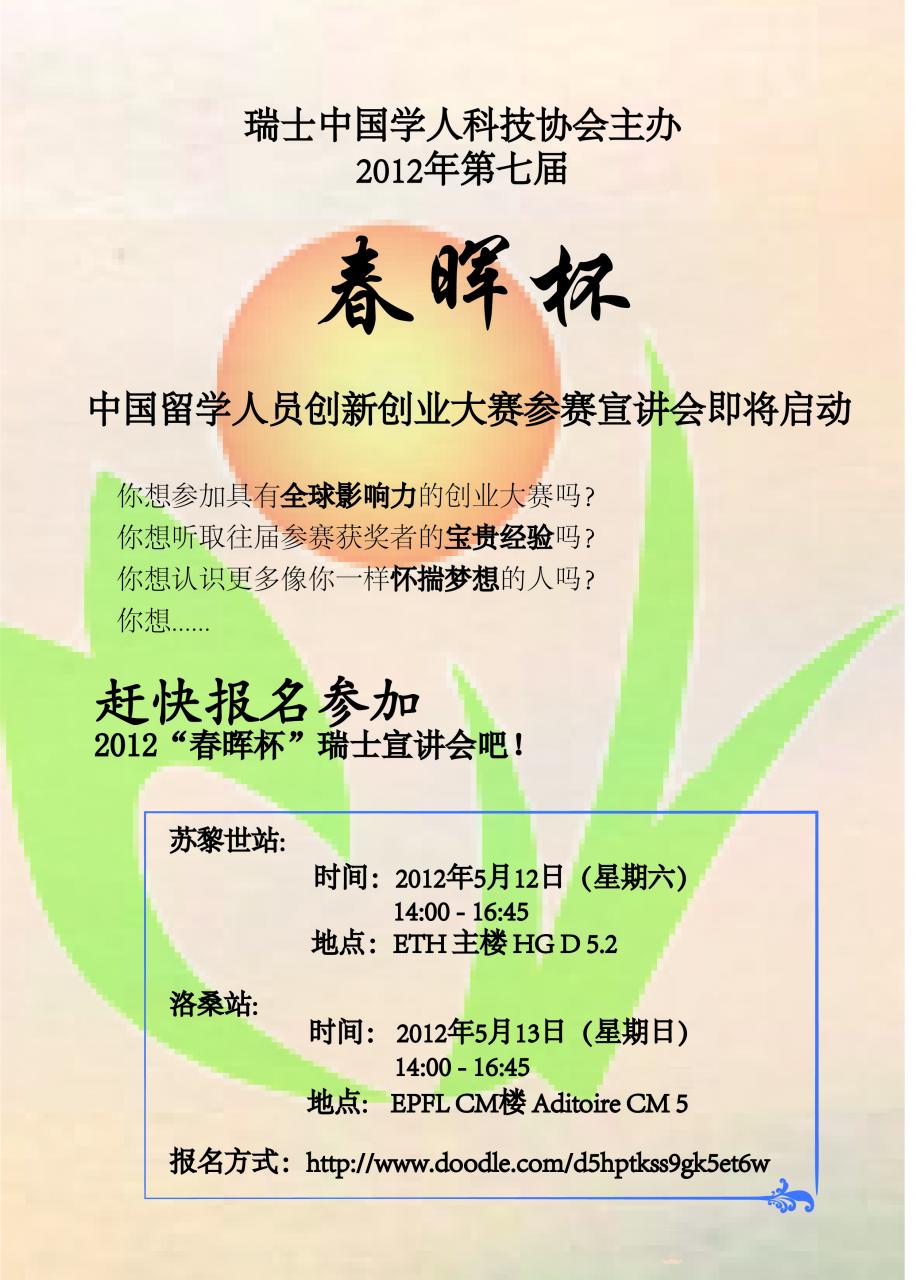 瑞士中国学人科技协会主办
2012年第七届
春晖杯
中国留学人员创新创业大赛参赛宣讲会即将启动
你想参加具有全球影响力的创业大赛吗?
你想听取往届参赛获奖者的宝贵经验吗?
你想认识更多像你一样怀揣梦想的人吗?
你想......
赶快报名参加
2012“春晖杯”瑞士宣讲会吧!
苏黎世站:
时间：2012年5月12日（星期六）
14:00 - 16:45
地点：ETH 主楼 HG D 5.2
洛桑站:
时间： 2012年5月13日（星期日）
14:00 - 16:45
地点: EPFL CM楼 Aditoire CM 5
报名方式：http://www.doodle.com/d5hptkss9gk5et6w